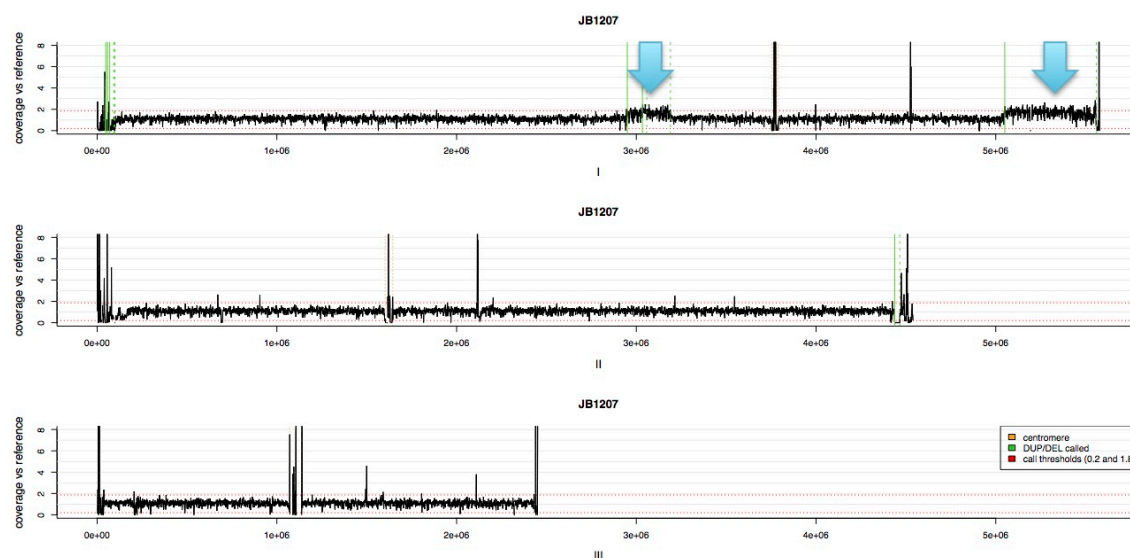 JB1207
coverage vs reference
8
6
4
2
0
0e+00 1e+06 2e+06 3e+06 4e+06 5e+06
I
JB1207
coverage vs reference
8
6
4
2
0
0e+00 1e+06 2e+06 3e+06 4e+06 5e+06
II
JB1207
coverage vs reference
8
6
4
2
0
centromere
DUP/DEL called
call thresholds (0.2 and 1.8
0e+00 1e+06 2e+06 3e+06 4e+06 5e+06
III